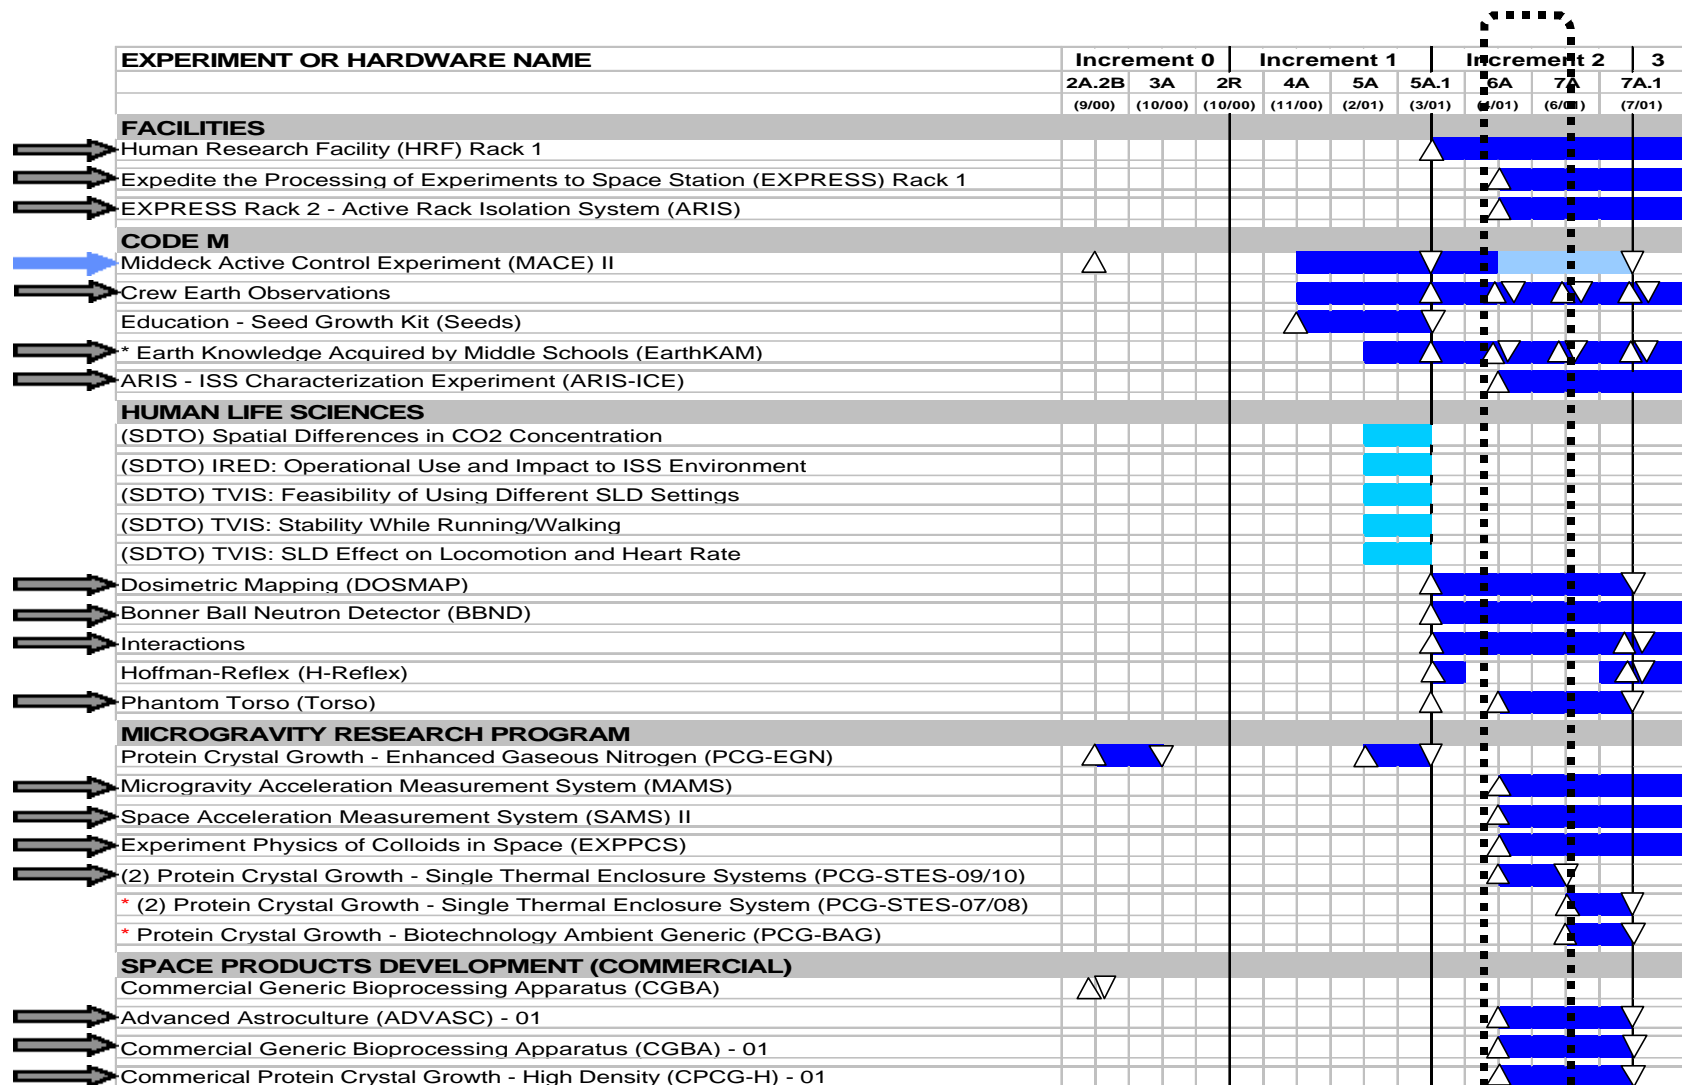 EXPERIMENT OR HARDWARE NAME Increment 0 Increment 1 Increment 2 3
2A.2B 3A 2R 4A 5A 5A.1 6A 7A 7A.1
(9/00) (10/00) (10/00) (11/00) (2/01) (3/01) (4/01) (6/01) (7/01)
FACILITIES
Human Research Facility (HRF) Rack 1
Expedite the Processing of Experiments to Space Station (EXPRESS) Rack 1
EXPRESS Rack 2 - Active Rack Isolation System (ARIS)
CODE M
Middeck Active Control Experiment (MACE) II
Crew Earth Observations
Education - Seed Growth Kit (Seeds)
* Earth Knowledge Acquired by Middle Schools (EarthKAM)
ARIS - ISS Characterization Experiment (ARIS-ICE)
HUMAN LIFE SCIENCES
(SDTO) Spatial Differences in CO2 Concentration
(SDTO) IRED: Operational Use and Impact to ISS Environment
(SDTO) TVIS: Feasibility of Using Different SLD Settings
(SDTO) TVIS: Stability While Running/Walking
(SDTO) TVIS: SLD Effect on Locomotion and Heart Rate
Dosimetric Mapping (DOSMAP)
Bonner Ball Neutron Detector (BBND)
Interactions
Hoffman-Reflex (H-Reflex)
Phantom Torso (Torso)
MICROGRAVITY RESEARCH PROGRAM
Protein Crystal Growth - Enhanced Gaseous Nitrogen (PCG-EGN)
Microgravity Acceleration Measurement System (MAMS)
Space Acceleration Measurement System (SAMS) II
Experiment Physics of Colloids in Space (EXPPCS)
(2) Protein Crystal Growth - Single Thermal Enclosure Systems (PCG-STES-09/10)
* (2) Protein Crystal Growth - Single Thermal Enclosure System (PCG-STES-07/08)
* Protein Crystal Growth - Biotechnology Ambient Generic (PCG-BAG)
SPACE PRODUCTS DEVELOPMENT (COMMERCIAL)
Commercial Generic Bioprocessing Apparatus (CGBA)
Advanced Astroculture (ADVASC) - 01
Commercial Generic Bioprocessing Apparatus (CGBA) - 01
Commerical Protein Crystal Growth - High Density (CPCG-H) - 01